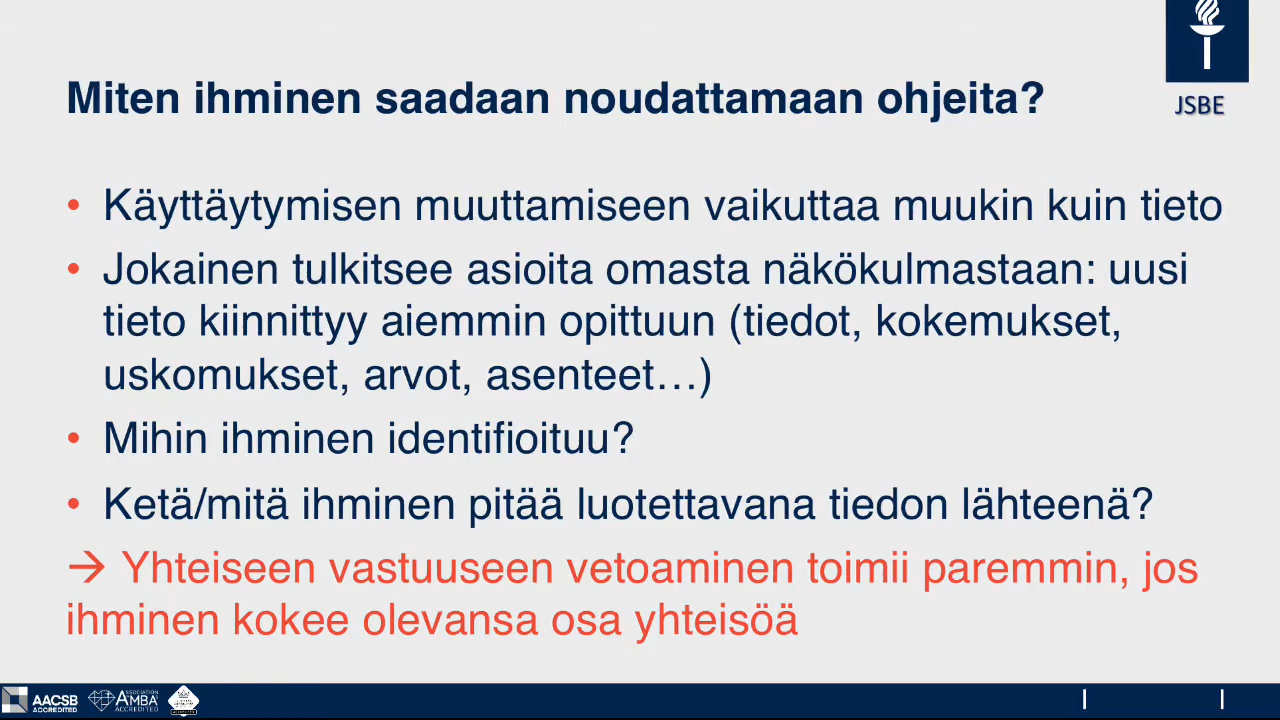 JSBE
Miten ihminen saadaan noudattamaan ohjeita?
• Käyttäytymisen muuttamiseen vaikuttaa muukin kuin tieto
• Jokainen tulkitsee asioita omasta näkökulmastaan: uusi
tieto kiinnittyy aiemmin opittuun (tiedot, kokemukset,
uskomukset, arvot, asenteet…)
• Mihin ihminen identifioituu?
• Ketä/mitä ihminen pitää luotettavana tiedon lähteenä?
→ Yhteiseen vastuuseen vetoaminen toimii paremmin, jos
ihminen kokee olevansa osa yhteisöä
AACSB
ACCREDITED
ASSOCIATION
AMBA
ACCREDITED